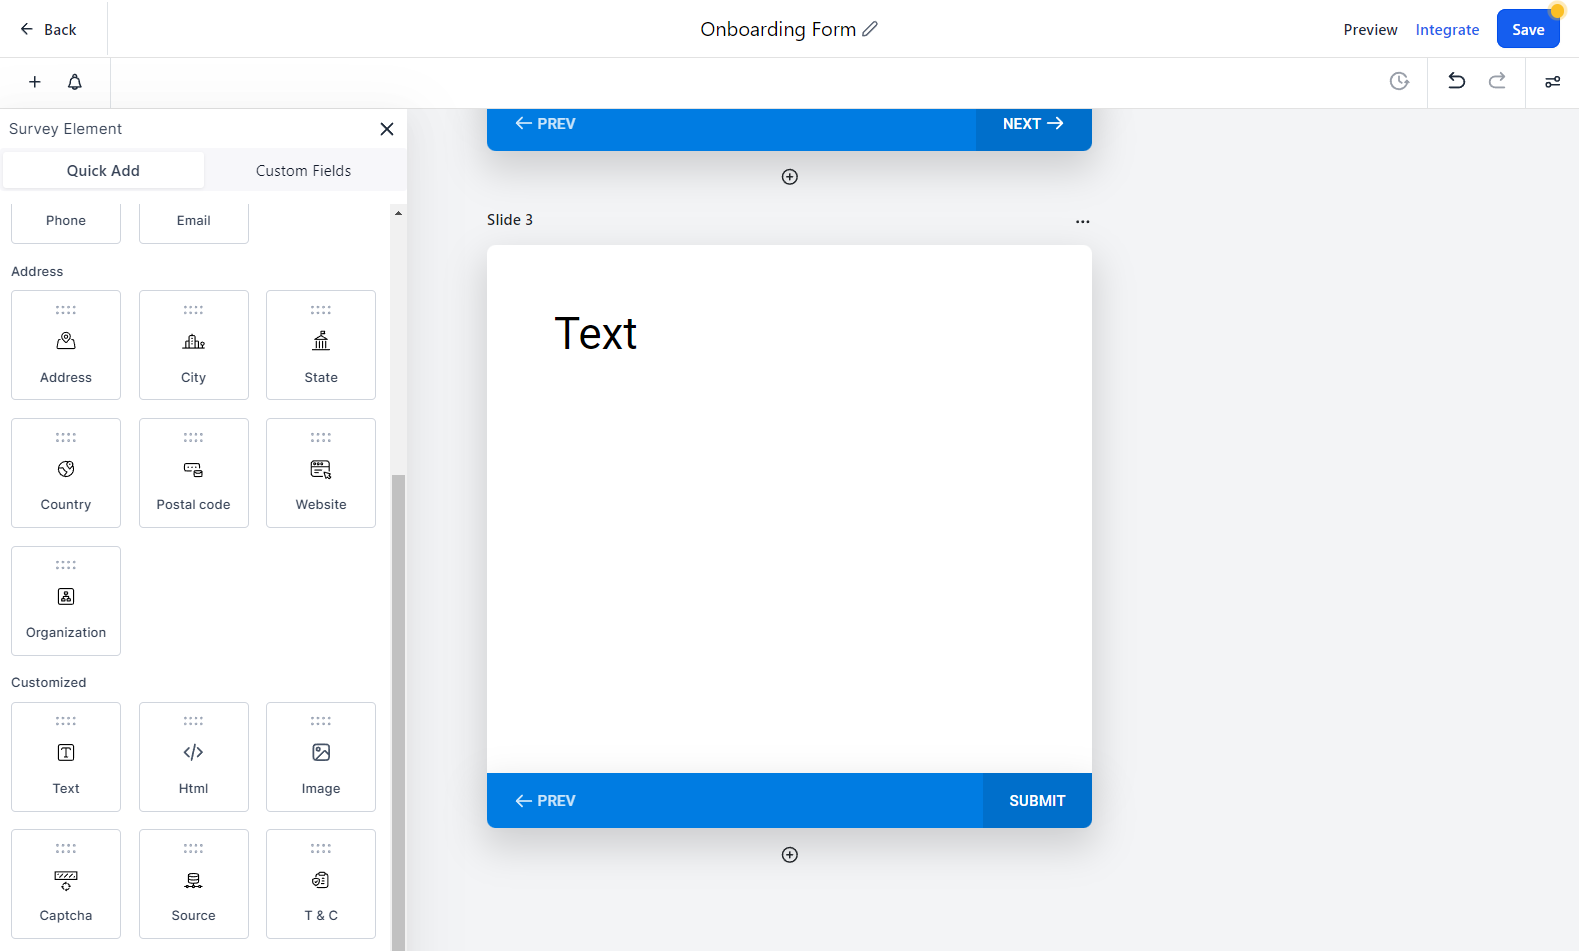 Back
Onboarding Form
Preview Integrate Save
Survey Element
Quick Add Custom Fields
Phone Email
Address
Address City State
Country Postal code Website
Organization
Customized
Text Html Image
Captcha Source T & C
PREV NEXT
Slide 3
Text
PREV SUBMIT